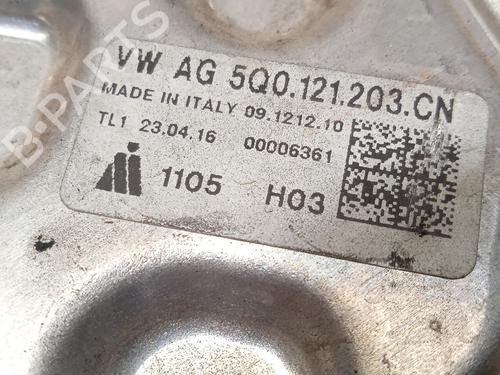 VW AG 5Q0.121.203.CN
MADE IN ITALY 09.1212.10
TL1 23.04.16 00006361
1105 H03
B-PARTS